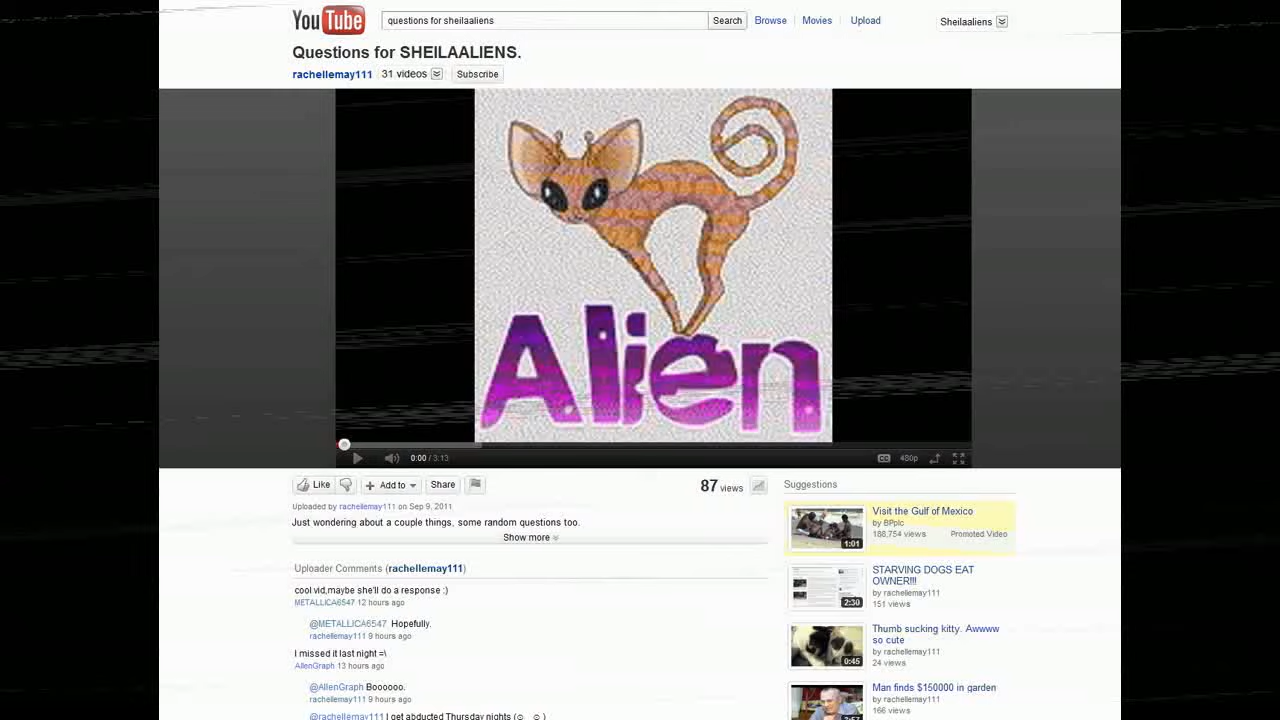 YouTube
questions for sheilaaliens
Search
Browse
Movies
Upload
Sheilaaliens
Questions for SHEILAALIENS.
rachellemay111
31 videos
Subscribe
Alien
0:00 / 3:13
CC
480p
Like
Add to
Share
87 views
Uploaded by rachellemay111 on Sep 9, 2011
Just wondering about a couple things, some random questions too.
Show more
Uploader Comments (rachellemay111)
cool vid,maybe she'll do a response :)
METALLICA6547 12 hours ago
@METALLICA6547 Hopefully.
rachellemay111 9 hours ago
I missed it last night =\
AllenGraph 13 hours ago
@AllenGraph Boooooo.
rachellemay111 9 hours ago
@rachellemay111 I get abducted Thursday nights (☺_☺)
Suggestions
1:01
Visit the Gulf of Mexico
by BPplc
188,754 views
Promoted Video
2:30
STARVING DOGS EAT
OWNER!!!
by rachellemay111
151 views
0:45
Thumb sucking kitty. Awwww
so cute
by rachellemay111
24 views
Man finds $150000 in garden
by rachellemay111
166 views